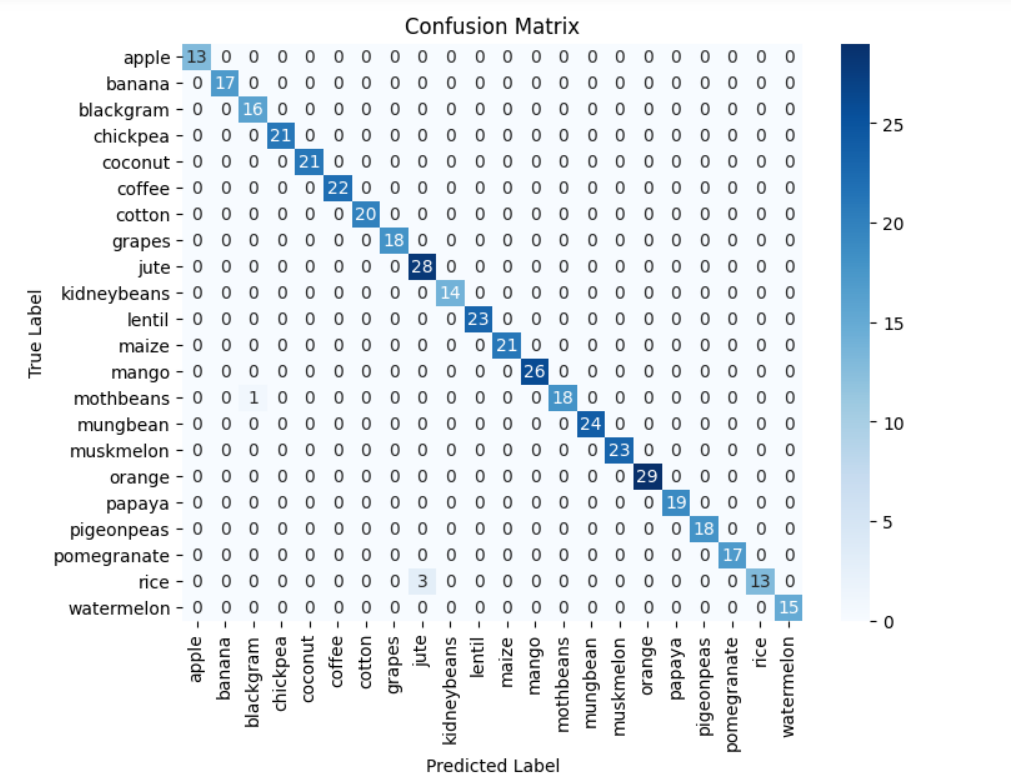 Confusion Matrix
apple 13 0 0 0 0 0 0 0 0 0 0 0 0 0 0 0 0 0 0 0 0 0
banana 0 17 0 0 0 0 0 0 0 0 0 0 0 0 0 0 0 0 0 0 0 0
blackgram 0 0 16 0 0 0 0 0 0 0 0 0 0 0 0 0 0 0 0 0 0 0
chickpea 0 0 0 21 0 0 0 0 0 0 0 0 0 0 0 0 0 0 0 0 0 0
coconut 0 0 0 0 21 0 0 0 0 0 0 0 0 0 0 0 0 0 0 0 0 0
coffee 0 0 0 0 0 22 0 0 0 0 0 0 0 0 0 0 0 0 0 0 0 0
cotton 0 0 0 0 0 0 20 0 0 0 0 0 0 0 0 0 0 0 0 0 0 0
grapes 0 0 0 0 0 0 0 18 0 0 0 0 0 0 0 0 0 0 0 0 0 0
jute 0 0 0 0 0 0 0 0 28 0 0 0 0 0 0 0 0 0 0 0 0 0
kidneybeans 0 0 0 0 0 0 0 0 0 14 0 0 0 0 0 0 0 0 0 0 0 0
lentil 0 0 0 0 0 0 0 0 0 0 23 0 0 0 0 0 0 0 0 0 0 0
maize 0 0 0 0 0 0 0 0 0 0 0 21 0 0 0 0 0 0 0 0 0 0
mango 0 0 0 0 0 0 0 0 0 0 0 0 26 0 0 0 0 0 0 0 0 0
mothbeans 0 0 1 0 0 0 0 0 0 0 0 0 0 18 0 0 0 0 0 0 0 0
mungbean 0 0 0 0 0 0 0 0 0 0 0 0 0 0 24 0 0 0 0 0 0 0
muskmelon 0 0 0 0 0 0 0 0 0 0 0 0 0 0 0 23 0 0 0 0 0 0
orange 0 0 0 0 0 0 0 0 0 0 0 0 0 0 0 0 29 0 0 0 0 0
papaya 0 0 0 0 0 0 0 0 0 0 0 0 0 0 0 0 0 19 0 0 0 0
pigeonpeas 0 0 0 0 0 0 0 0 0 0 0 0 0 0 0 0 0 0 18 0 0 0
pomegranate 0 0 0 0 0 0 0 0 0 0 0 0 0 0 0 0 0 0 0 17 0 0
rice 0 0 0 0 0 0 0 0 3 0 0 0 0 0 0 0 0 0 0 0 13 0
watermelon 0 0 0 0 0 0 0 0 0 0 0 0 0 0 0 0 0 0 0 0 0 15
True Label
apple
banana
blackgram
chickpea
coconut
coffee
cotton
grapes
jute
kidneybeans
lentil
maize
mango
mothbeans
mungbean
muskmelon
orange
papaya
pigeonpeas
pomegranate
rice
watermelon
Predicted Label
25
20
15
10
5
0